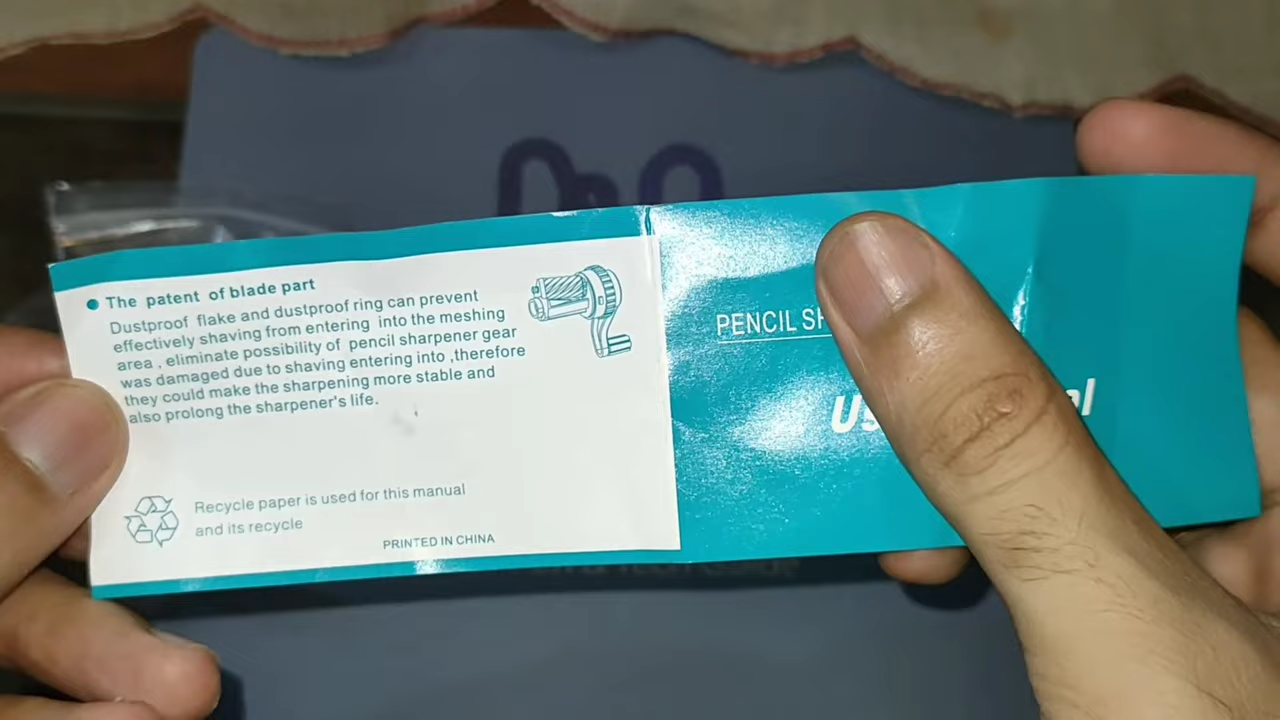 The patent of blade part
Dustproof flake and dustproof ring can prevent
effectively shaving from entering into the meshing
area , eliminate possibility of pencil sharpener gear
was damaged due to shaving entering into ,therefore
they could make the sharpening more stable and
also prolong the sharpener's life.
Recycle paper is used for this manual
and its recycle
PRINTED IN CHINA
PENCIL